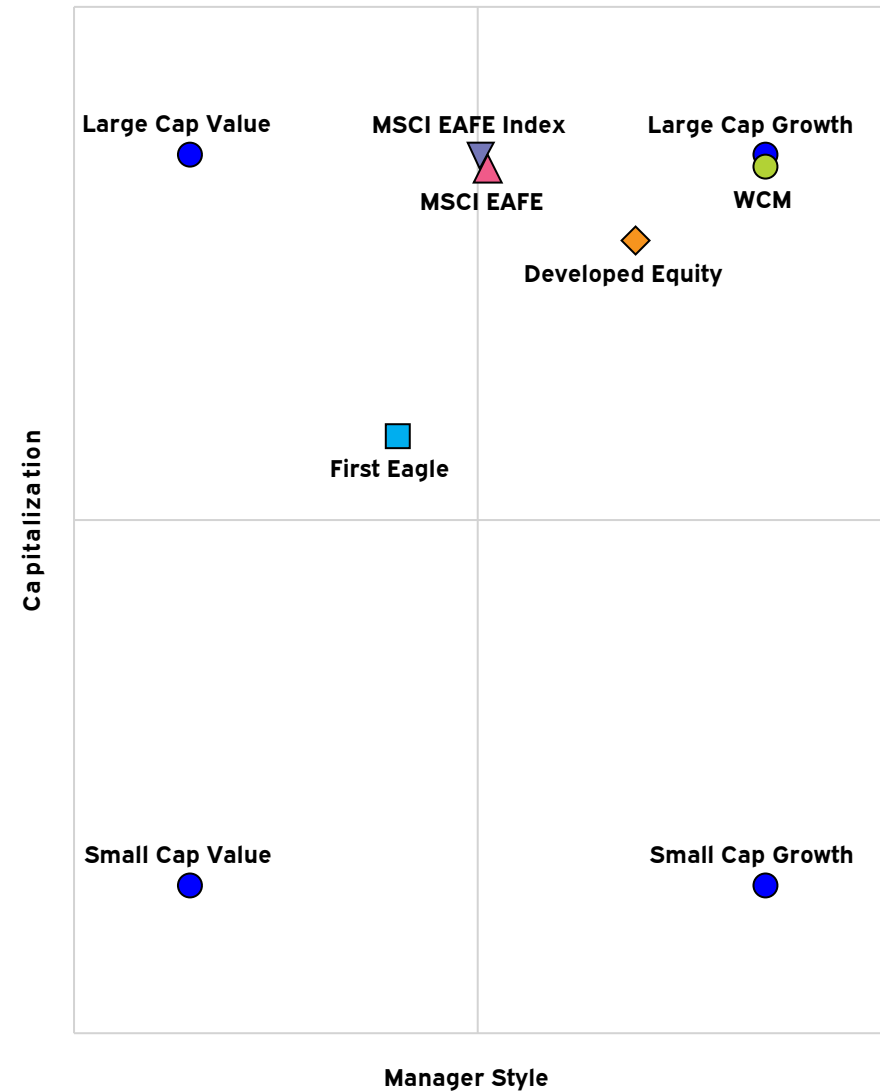 Large Cap Value
MSCI EAFE Index
Large Cap Growth
MSCI EAFE
WCM
Developed Equity
First Eagle
Capitalization
Small Cap Value
Small Cap Growth
Manager Style